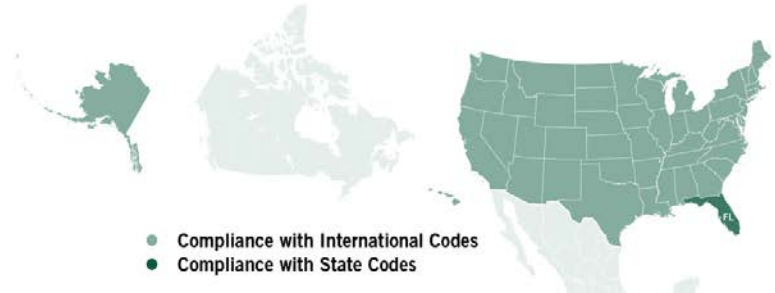 FL
Compliance with International Codes
Compliance with State Codes